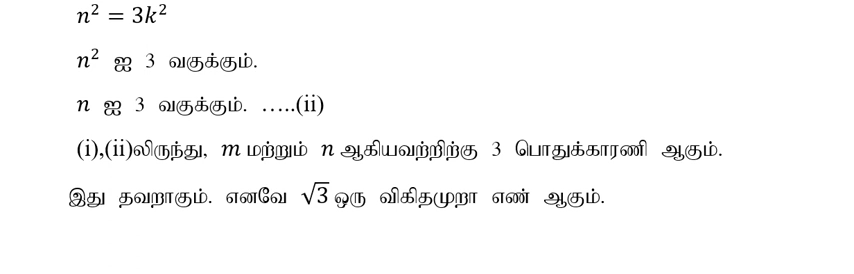 n² = 3k²
n² ஐ 3 வகுக்கும்.
n ஐ 3 வகுக்கும். …..(ii)
(i),(ii)லிருந்து, m மற்றும் n ஆகியவற்றிற்கு 3 பொதுக்காரணி ஆகும்.
இது தவறாகும். எனவே √3 ஒரு விகிதமுறா எண் ஆகும்.